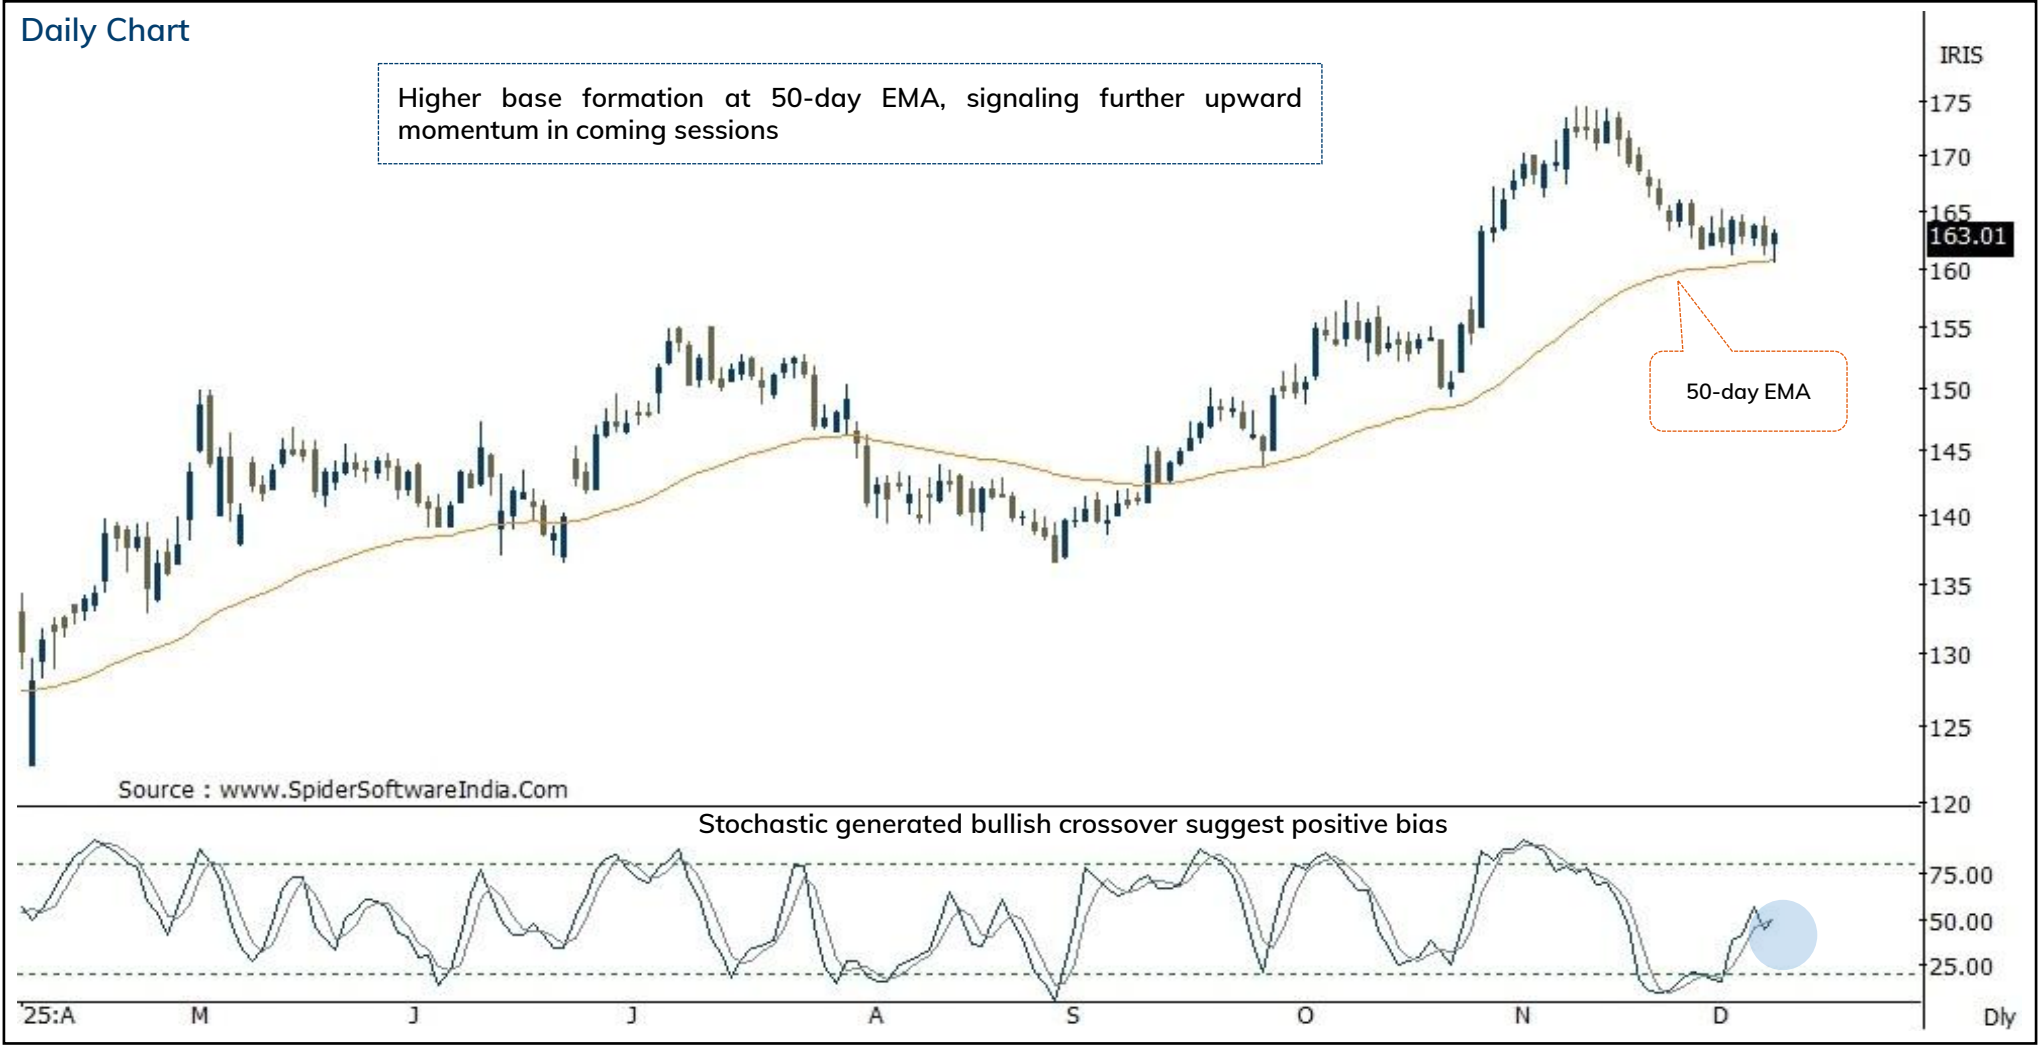 Daily Chart
IRIS
Higher base formation at 50-day EMA, signaling further upward
momentum in coming sessions
175
170
165
163.01
160
155
50-day EMA
150
145
140
135
130
125
Source : www.SpiderSoftwareIndia.Com
120
Stochastic generated bullish crossover suggest positive bias
75.00
50.00
25.00
25:A M J J A S O N D Dly